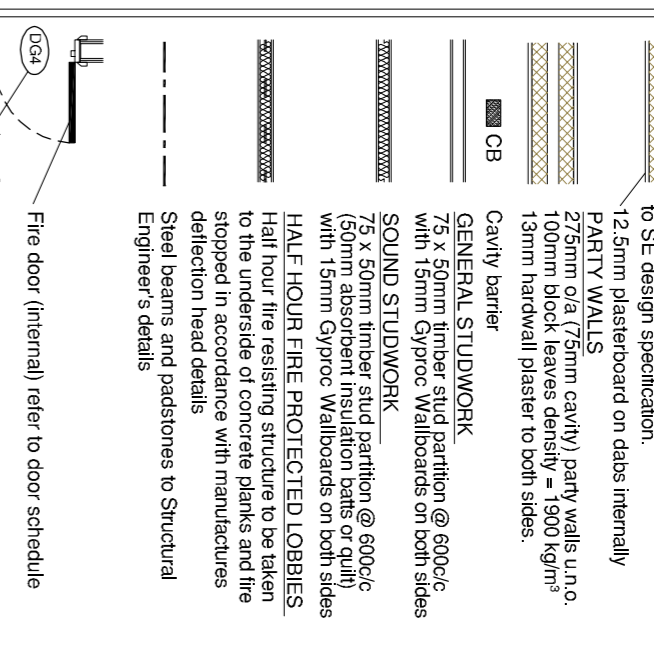 to SE design specification.
12.5mm plasterboard on dabs internally
PARTY WALLS
275mm o/a (75mm cavity) party walls u.n.o.
100mm block leaves density = 1900 kg/m³
13mm hardwall plaster to both sides.
CB
Cavity barrier
GENERAL STUDWORK
75 x 50mm timber stud partition @ 600c/c
with 15mm Gyproc Wallboards on both sides
SOUND STUDWORK
75 x 50mm timber stud partition @ 600c/c
(50mm absorbent insulation batts or quilt)
with 15mm Gyproc Wallboards on both sides
HALF HOUR FIRE PROTECTED LOBBIES
Half hour fire resisting structure to be taken
to the underside of concrete planks and fire
stopped in accordance with manufactures
deflection head details
Steel beams and padstones to Structural
Engineer's details
DG4
Fire door (internal) refer to door schedule